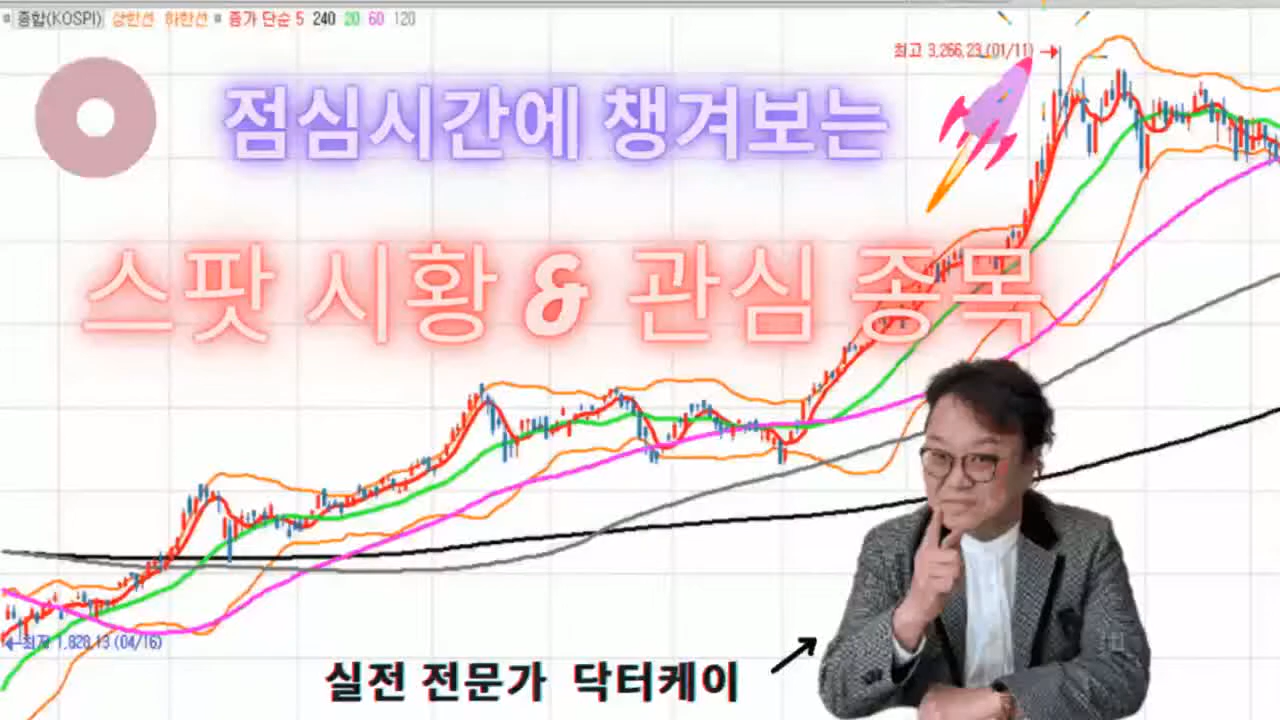 종합(KOSPI) 상한선 하한선 종가 단순 5 240 20 60 120
최고 3,266,23 (01/11)
점심시간에 챙겨보는
스팟 시황 & 관심 종목
최저 1,828,13 (04/16)
실전 전문가 닥터케이